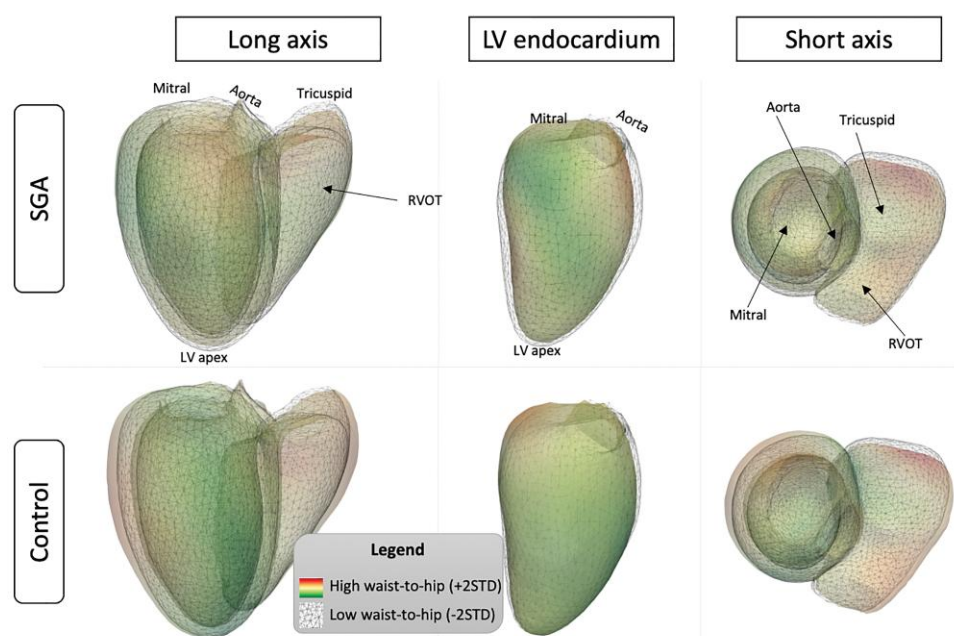 Long axis
LV endocardium
Short axis
SGA
Mitral
Aorta
Tricuspid
RVOT
LV apex
Mitral
Aorta
LV apex
Aorta
Tricuspid
Mitral
RVOT
Control
Legend
High waist-to-hip (+2STD)
Low waist-to-hip (-2STD)